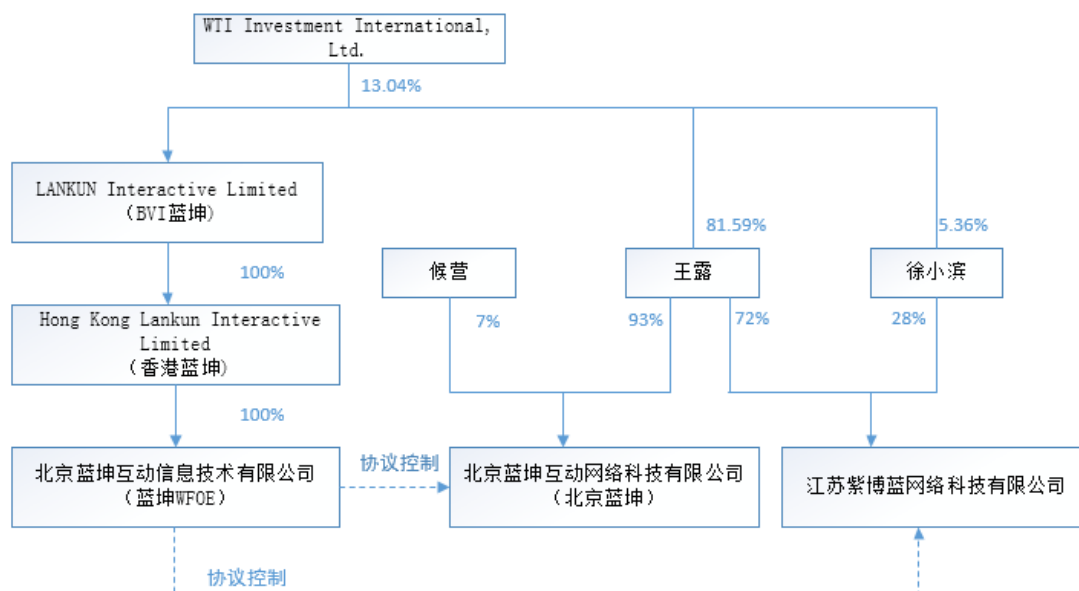 WTI Investment International,
Ltd.
13.04%
LANKUN Interactive Limited
（BVI蓝坤）
81.59%
5.36%
100%
候营
王露
徐小滨
Hong Kong Lankun Interactive
Limited
（香港蓝坤）
7%
93%
72%
28%
100%
北京蓝坤互动信息技术有限公司
（蓝坤WFOE）
协议控制
北京蓝坤互动网络科技有限公司
（北京蓝坤）
江苏紫博蓝网络科技有限公司
协议控制